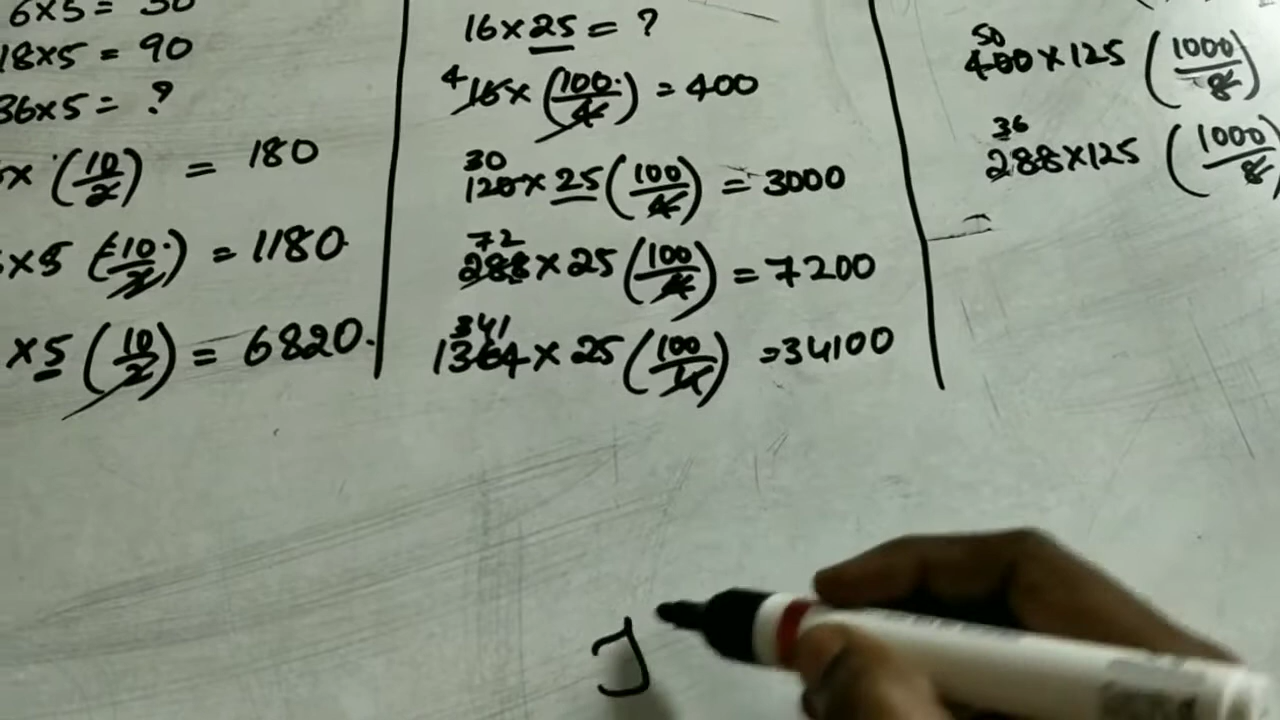 6x5 = 30
18x5 = 90
36x5 = ?
x (10/2) = 180
x5 (10/2) = 1180
x5 (10/2) = 6820
16x25 = ?
4
16x (100/4) = 400
30
120x25 (100/4) = 3000
72
288x25 (100/4) = 7200
341
1364x25 (100/4) = 34100
50
400x125 (1000/8)
36
288x125 (1000/8)
=